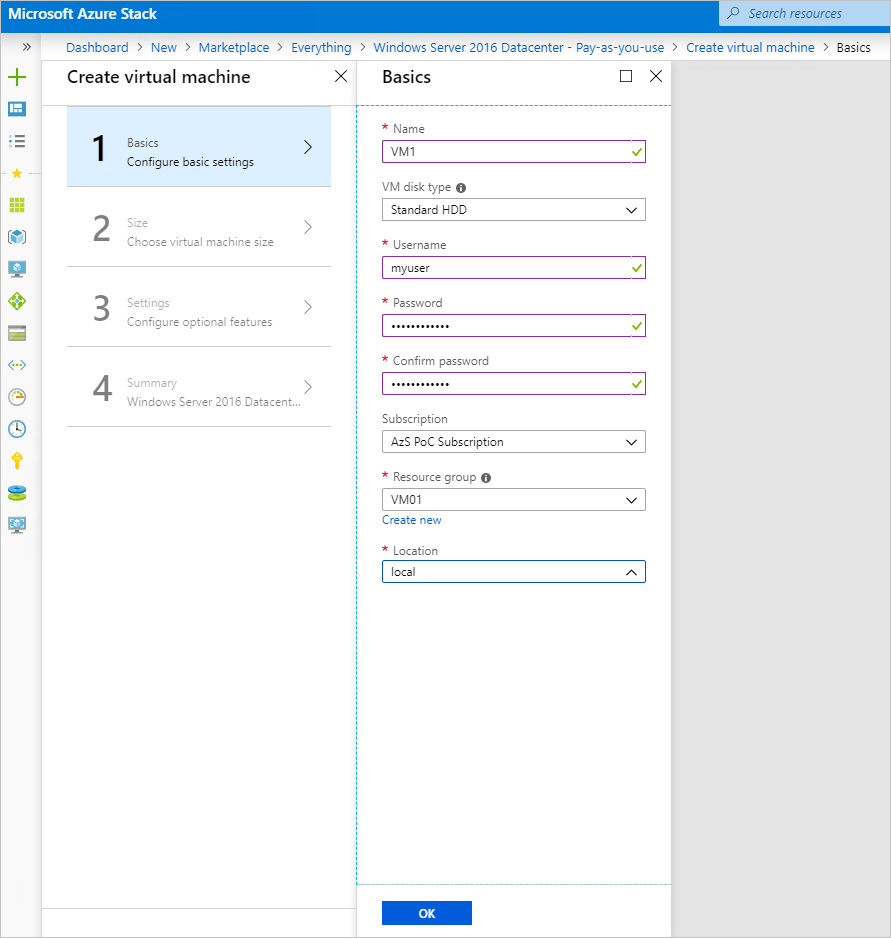 Microsoft Azure Stack
Search resources
Dashboard > New > Marketplace > Everything > Windows Server 2016 Datacenter - Pay-as-you-use > Create virtual machine > Basics
Create virtual machine
1
Basics
Configure basic settings
2
Size
Choose virtual machine size
3
Settings
Configure optional features
4
Summary
Windows Server 2016 Datacent...
Basics
* Name
VM1
VM disk type
Standard HDD
* Username
myuser
* Password
••••••••••••
* Confirm password
••••••••••••
Subscription
AzS PoC Subscription
* Resource group
VM01
Create new
* Location
local
OK